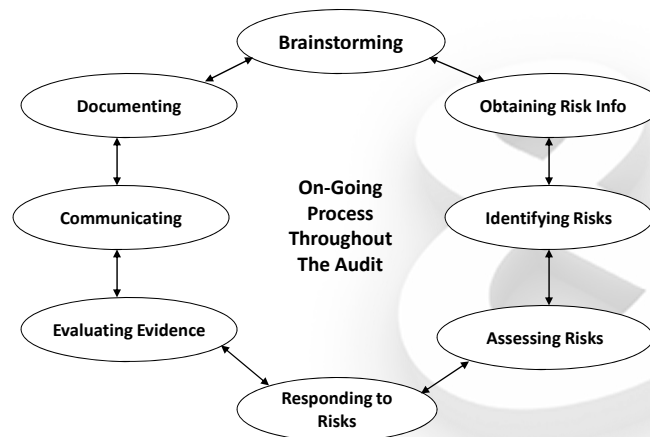 Brainstorming
Obtaining Risk Info
Identifying Risks
Assessing Risks
Responding to
Risks
Evaluating Evidence
Communicating
Documenting
On-Going
Process
Throughout
The Audit